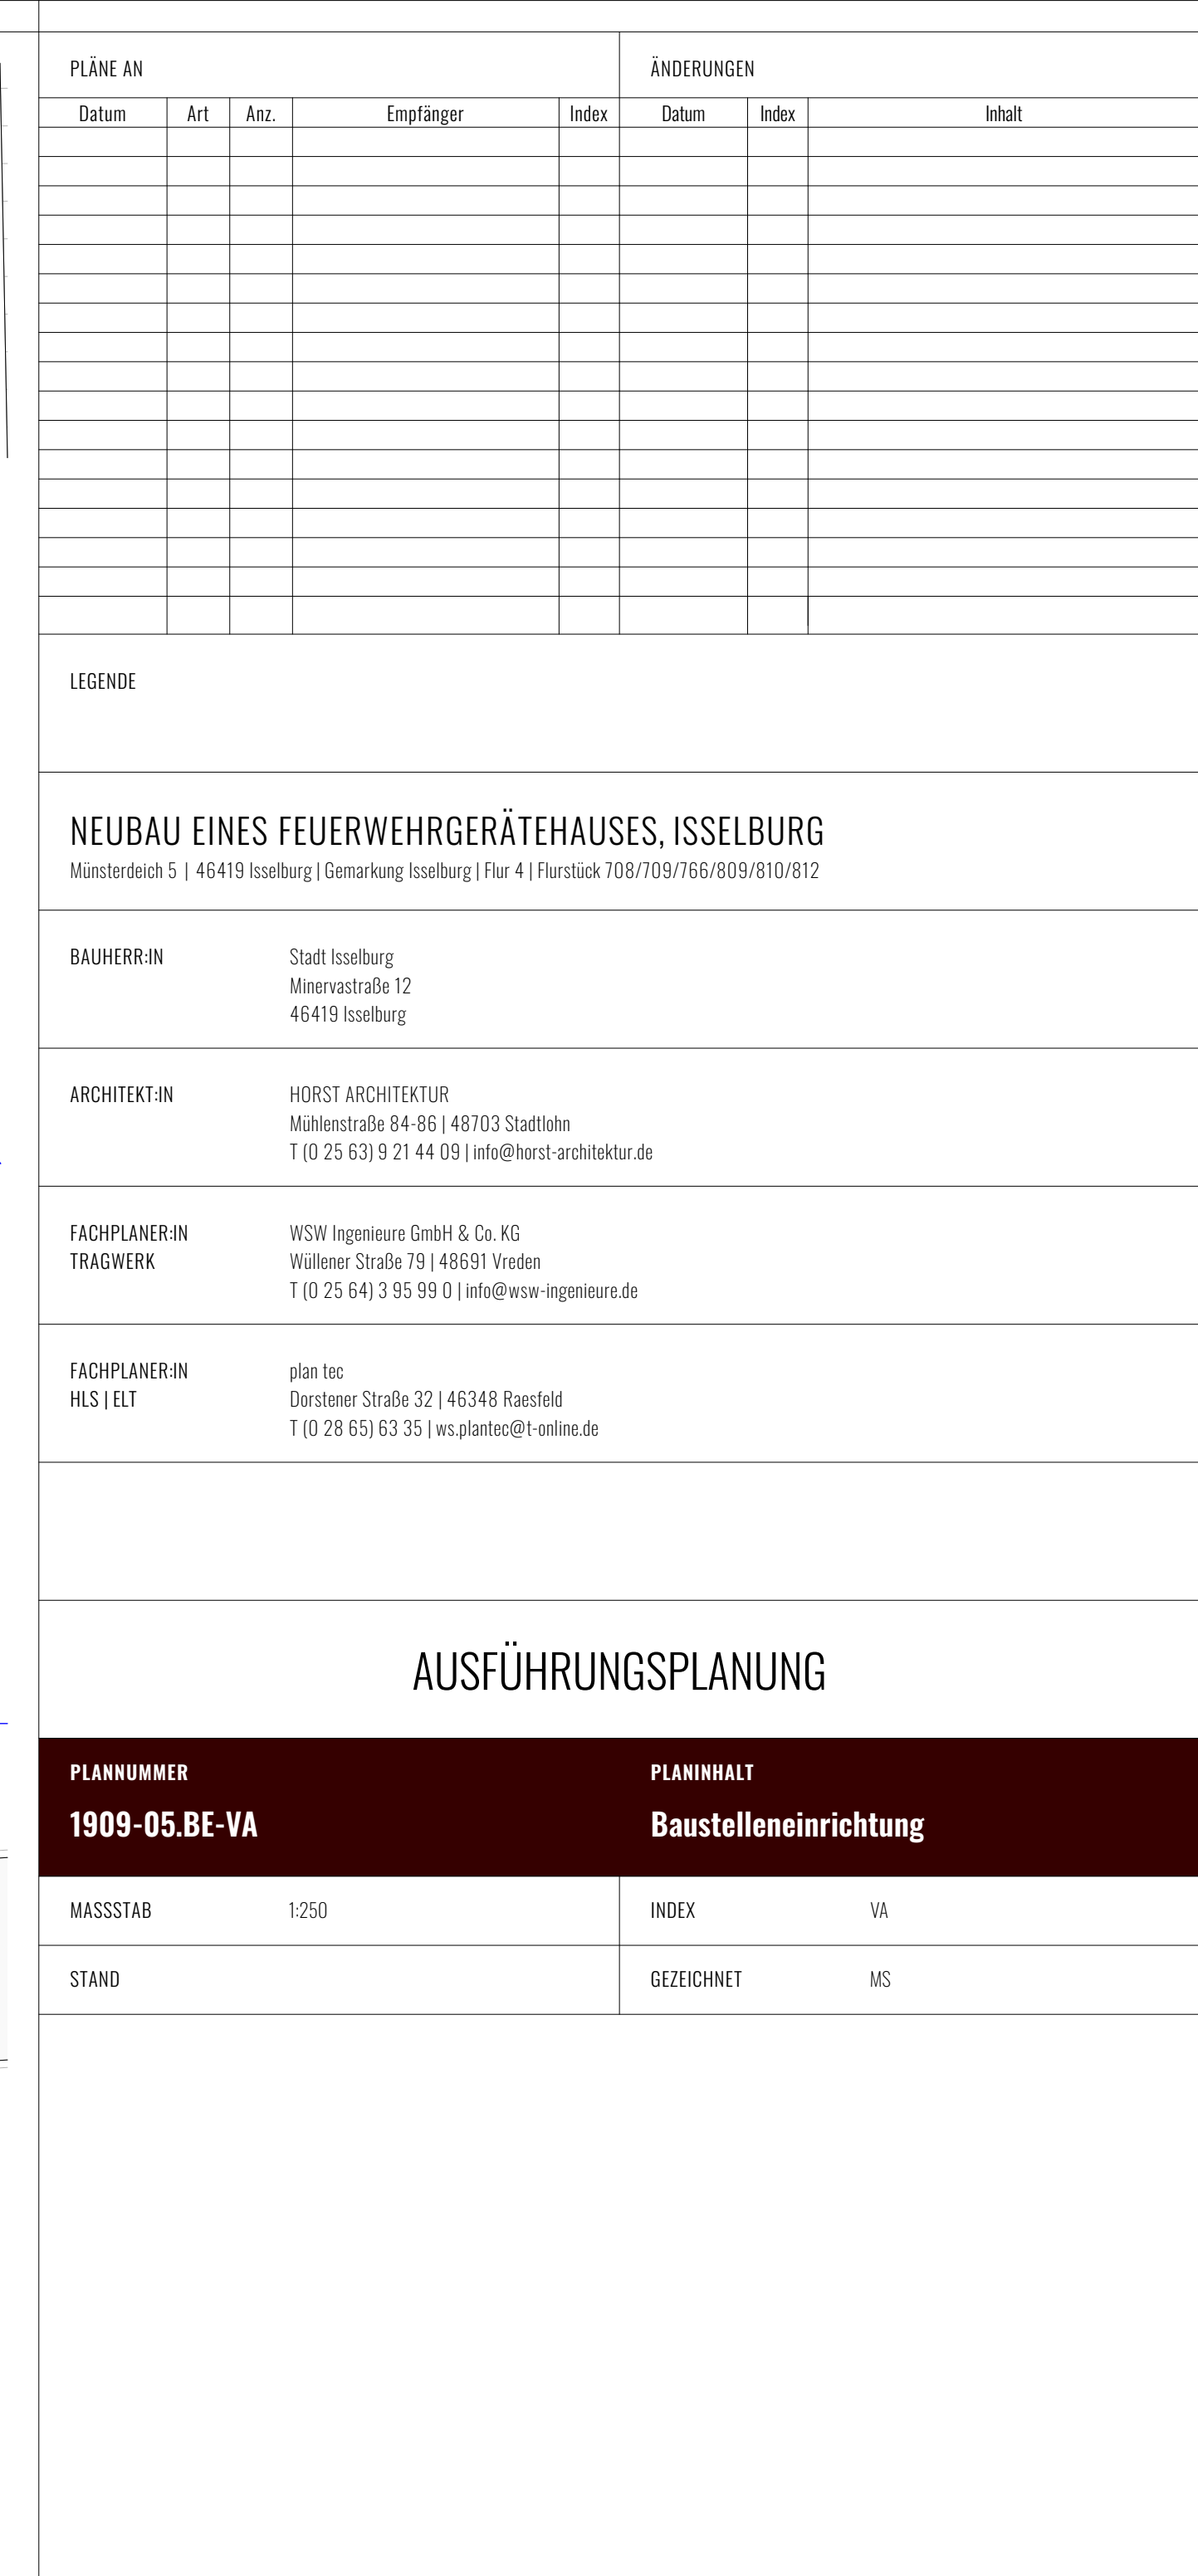 PLÄNE AN
ÄNDERUNGEN
Datum Art Anz. Empfänger Index Datum Index Inhalt
LEGENDE
NEUBAU EINES FEUERWEHRGERÄTEHAUSES, ISSELBURG
Münsterdeich 5 | 46419 Isselburg | Gemarkung Isselburg | Flur 4 | Flurstück 708/709/766/809/810/812
BAUHERR:IN
Stadt Isselburg
Minervastraße 12
46419 Isselburg
ARCHITEKT:IN
HORST ARCHITEKTUR
Mühlenstraße 84-86 | 48703 Stadtlohn
T (0 25 63) 9 21 44 09 | info@horst-architektur.de
FACHPLANER:IN
TRAGWERK
WSW Ingenieure GmbH & Co. KG
Wüllener Straße 79 | 48691 Vreden
T (0 25 64) 3 95 99 0 | info@wsw-ingenieure.de
FACHPLANER:IN
HLS | ELT
plan tec
Dorstener Straße 32 | 46348 Raesfeld
T (0 28 65) 63 35 | ws.plantec@t-online.de
AUSFÜHRUNGSPLANUNG
PLANNUMMER
1909-05.BE-VA
PLANINHALT
Baustelleneinrichtung
MASSSTAB 1:250
INDEX VA
STAND
GEZEICHNET MS